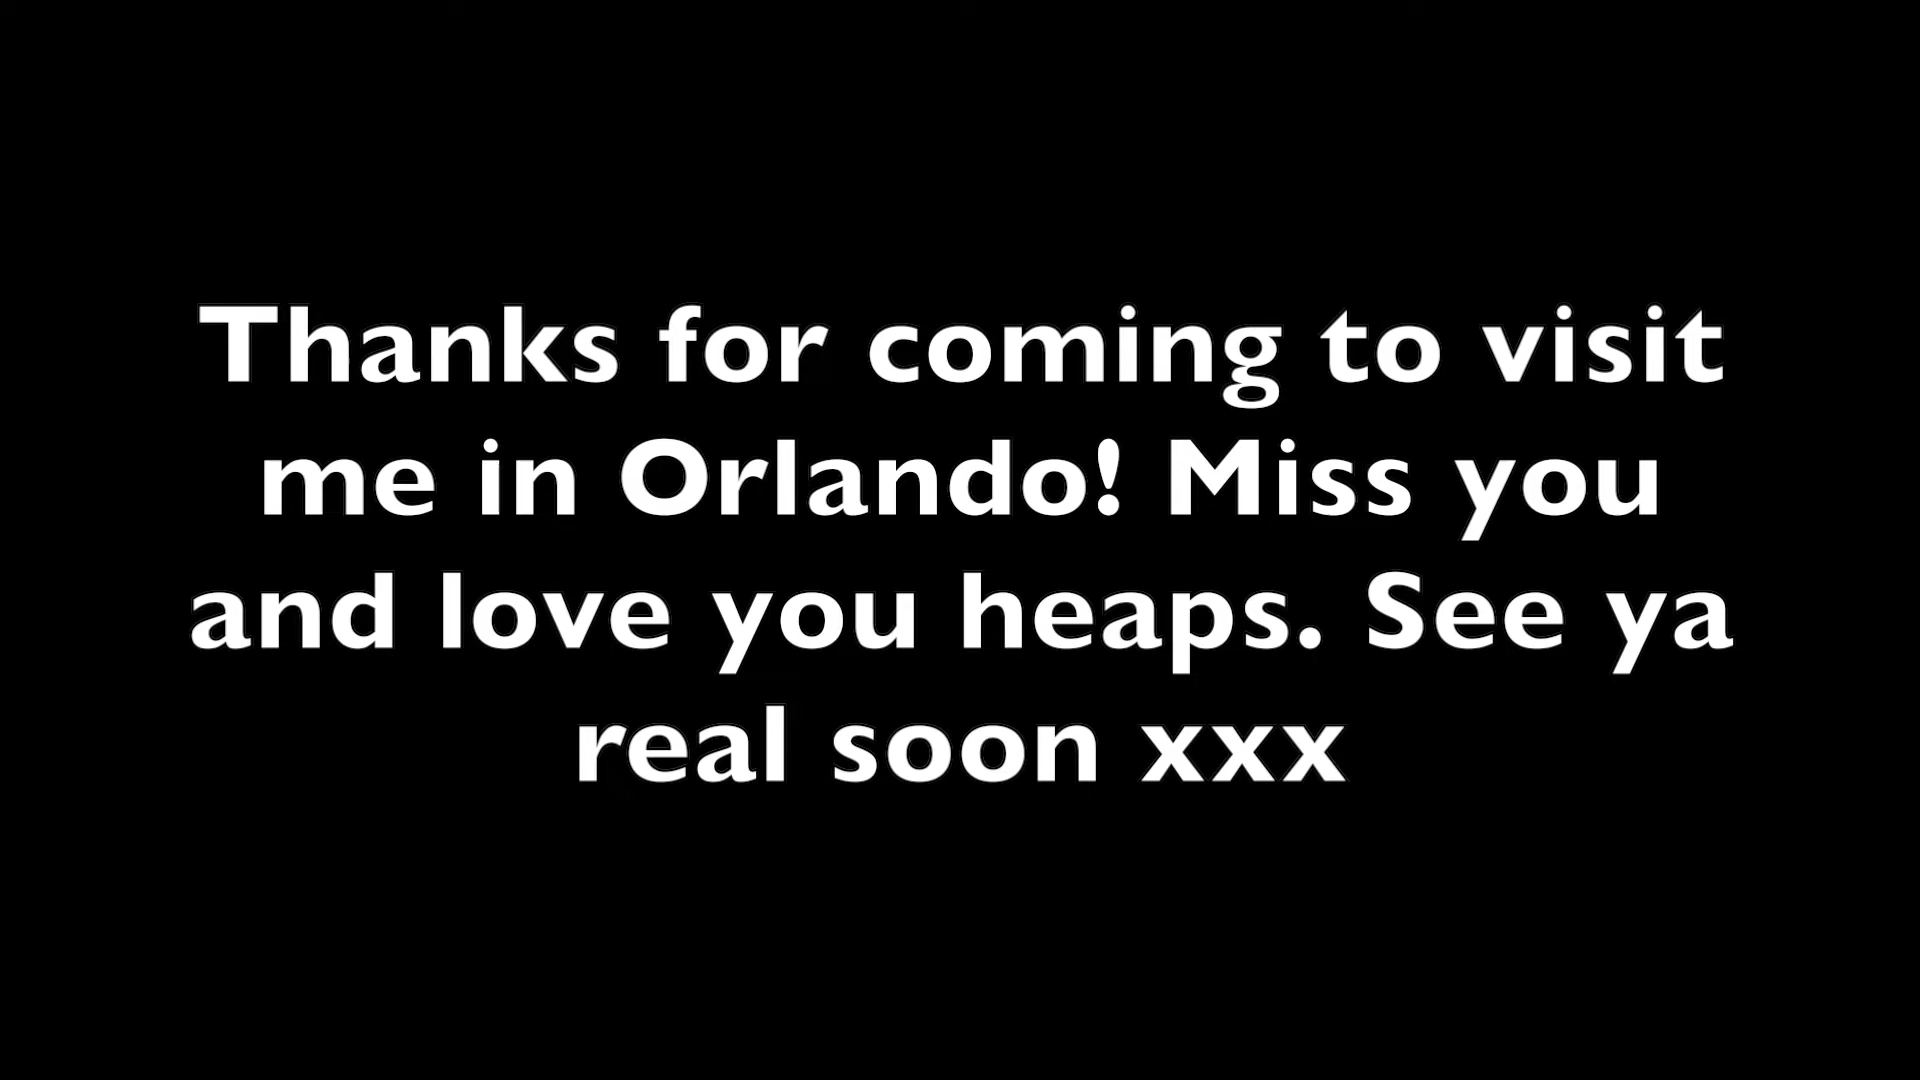 Thanks for coming to visit
me in Orlando! Miss you
and love you heaps. See ya
real soon xxx